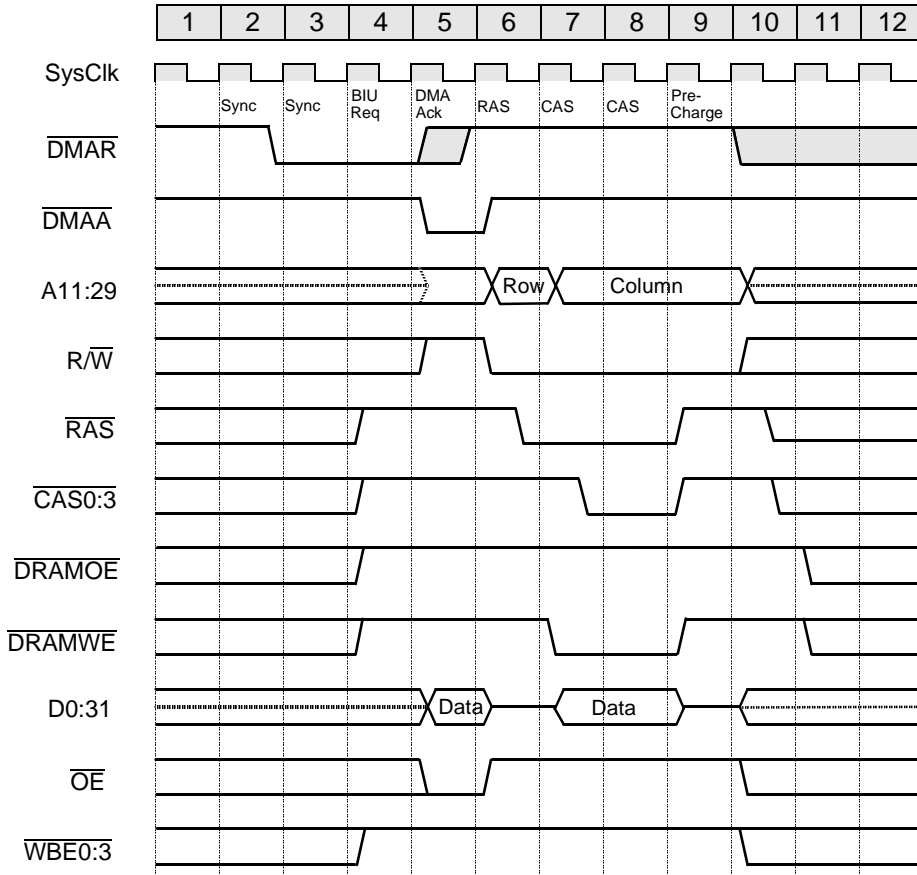 1 2 3 4 5 6 7 8 9 10 11 12
SysClk
Sync Sync BIU Req DMA Ack RAS CAS CAS Pre-Charge
DMAR
DMAA
A11:29 Row Column
R/W
RAS
CAS0:3
DRAMOE
DRAMWE
D0:31 Data Data
OE
WBE0:3